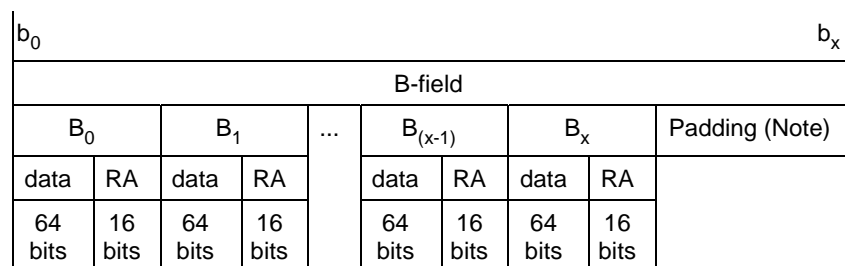 b0 bx
B-field
B0 B1 ... B(x-1) Bx Padding (Note)
data RA data RA data RA data RA
64 16 64 16 64 16 64 16
bits bits bits bits bits bits bits bits